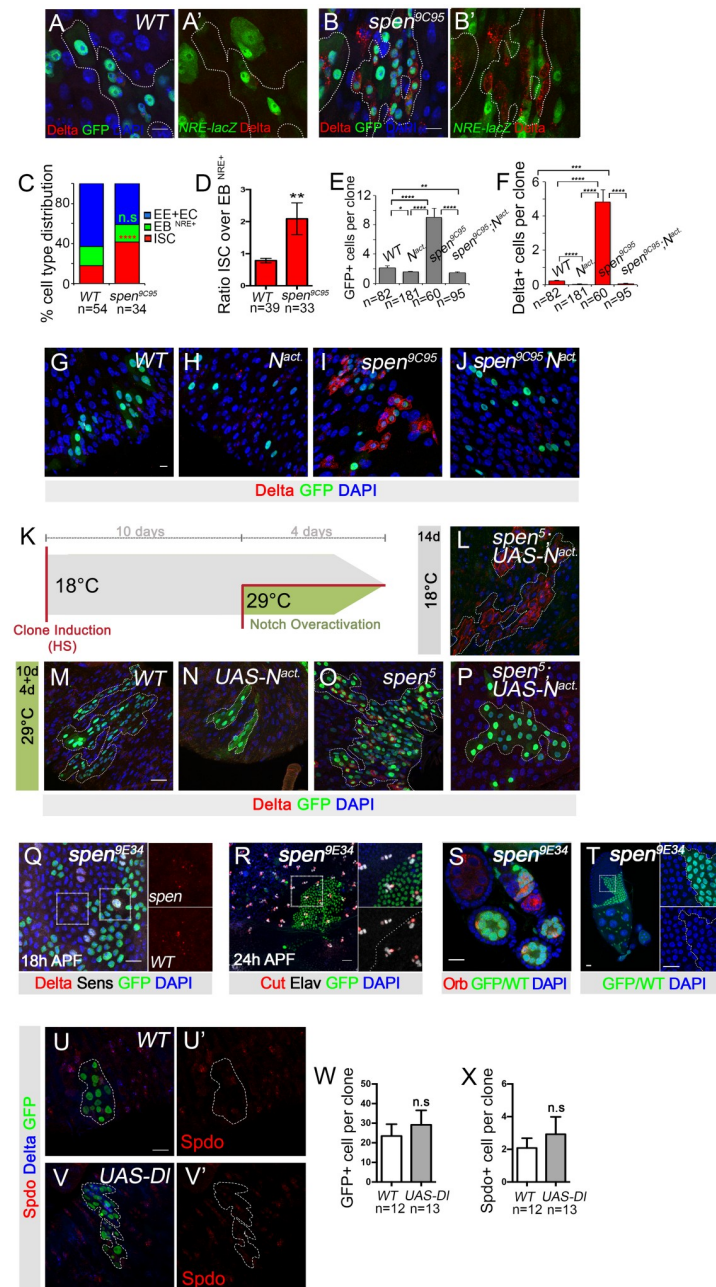 A WT
A'
B spen9C95
B'
Delta GFP
NRE-lacZ Delta
Delta GFP
NRE-lacZ Delta
C
% cell type distribution
80
40
0
n.s
****
EE+EC
EB NRE+
ISC
WT
n=54
spen9C95
n=34
D
Ratio ISC over EB NRE+
3
2
1
0
**
WT
n=39
spen9C95
n=33
E
GFP+ cells per clone
12
8
4
0
**
****
* **** ****
WT
Nact.
spen9C95
spen9C95;Nact.
n=82
n=181
n=60
n=95
F
Delta+ cells per clone
6
4
2
0
***
****
**** ****
****
WT
Nact.
spen9C95
spen9C95;Nact.
n=82
n=181
n=60
n=95
G WT
H Nact.
I spen9C95
J spen9C95 Nact.
Delta GFP DAPI
K
10 days
4 days
18°C
29°C
Clone Induction
(HS)
Notch Overactivation
14d
18°C
L spen5;
UAS-Nact.
10d
+
4d
29°C
M WT
N UAS-Nact.
O spen5
P spen5;
UAS-Nact.
Delta GFP DAPI
Q spen9E34
spen
WT
18h APF
Delta Sens GFP DAPI
R spen9E34
24h APF
Cut Elav GFP DAPI
S spen9E34
Orb GFP/WT DAPI
T spen9E34
GFP/WT DAPI
Spdo Delta GFP
U WT
U'
Spdo
V UAS-Dl
V'
Spdo
W
GFP+ cell per clone
50
40
30
20
10
0
n.s
WT
n=12
UAS-Dl
n=13
X
Spdo+ cell per clone
6
4
2
0
n.s
WT
n=12
UAS-Dl
n=13